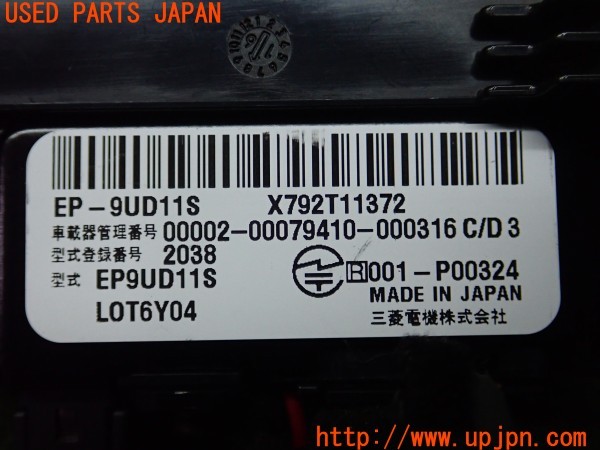 USED PARTS JAPAN
EP-9UD11S X792T11372
車載器管理番号 00002-00079410-000316 C/D 3
型式登録番号 2038
型式 EP9UD11S R 001-P00324
LOT6Y04 MADE IN JAPAN
三菱電機株式会社
http://www.upjpn.com/